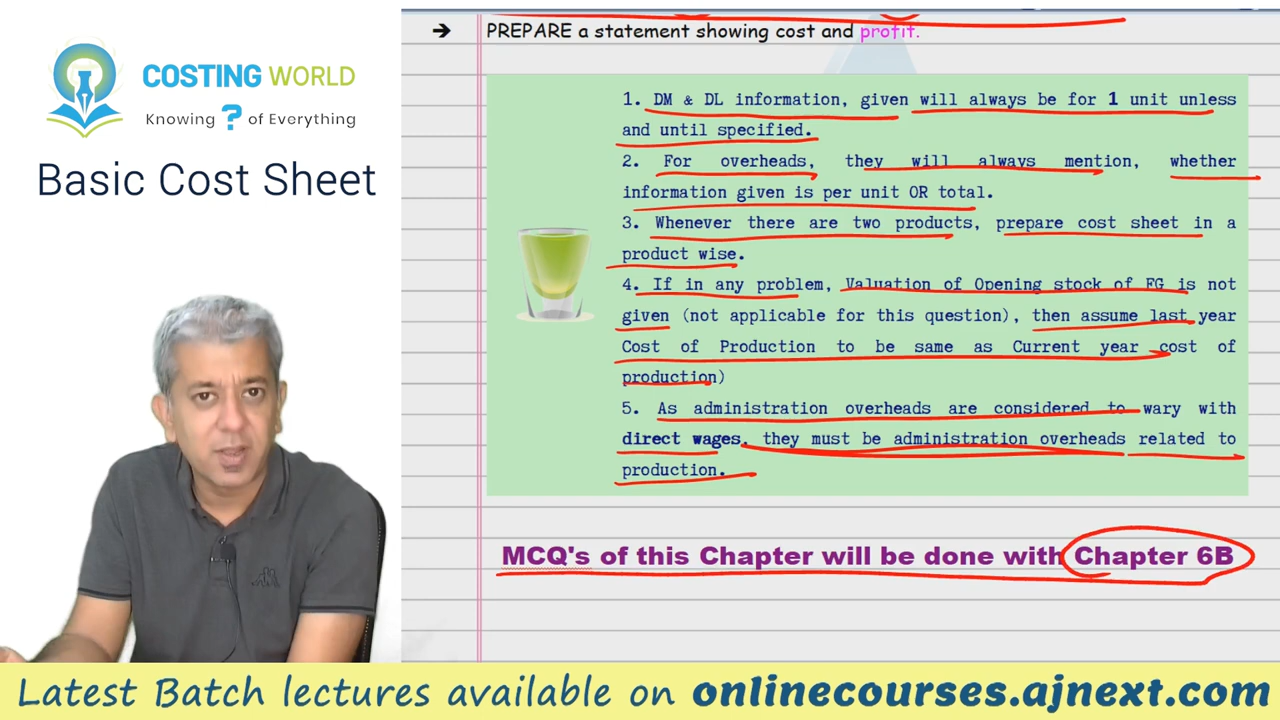 COSTING WORLD
Knowing ? of Everything
Basic Cost Sheet
➔ PREPARE a statement showing cost and profit.
1. DM & DL information, given will always be for 1 unit unless
and until specified.
2. For overheads, they will always mention, whether
information given is per unit OR total.
3. Whenever there are two products, prepare cost sheet in a
product wise.
4. If in any problem, Valuation of Opening stock of FG is not
given (not applicable for this question), then assume last year
Cost of Production to be same as Current year cost of
production)
5. As administration overheads are considered to wary with
direct wages, they must be administration overheads related to
production.
MCQ's of this Chapter will be done with Chapter 6B
Latest Batch lectures available on onlinecourses.ajnext.com